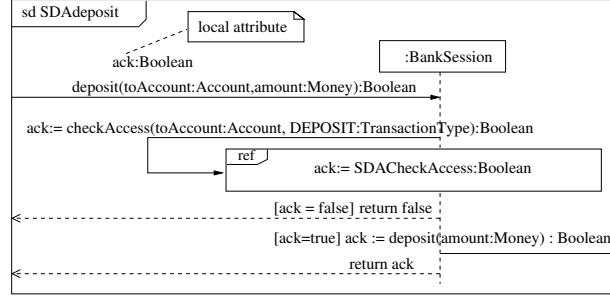 sd SDAdeposit
local attribute
ack:Boolean
:BankSession
deposit(toAccount:Account,amount:Money):Boolean
ack:= checkAccess(toAccount:Account, DEPOSIT:TransactionType):Boolean
ref
ack:= SDACheckAccess:Boolean
[ack = false] return false
[ack=true] ack := deposit(amount:Money) : Boolean
return ack